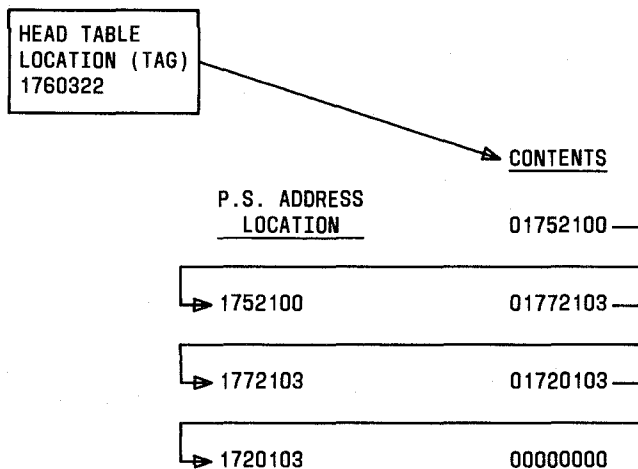 HEAD TABLE
LOCATION (TAG)
1760322
CONTENTS
P.S. ADDRESS
LOCATION
01752100
1752100 01772103
1772103 01720103
1720103 00000000